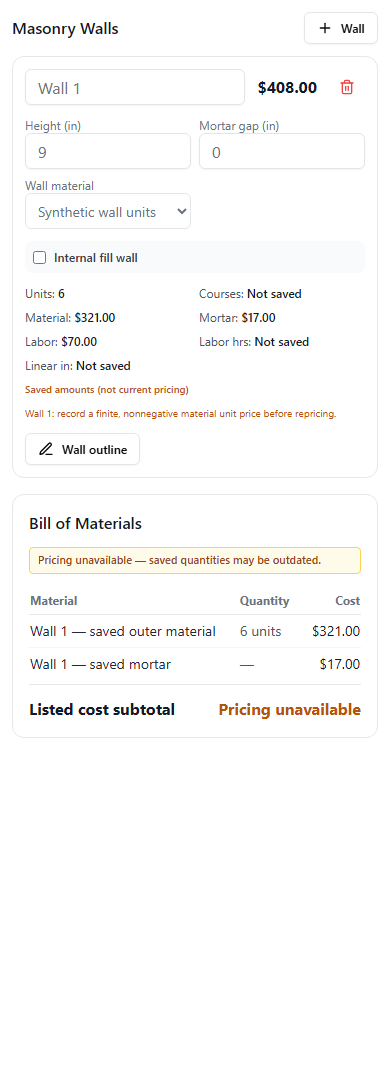 Masonry Walls
Wall
Wall 1
$408.00
Height (in)
Mortar gap (in)
9
0
Wall material
Synthetic wall units
Internal fill wall
Units: 6
Courses: Not saved
Material: $321.00
Mortar: $17.00
Labor: $70.00
Labor hrs: Not saved
Linear in: Not saved
Saved amounts (not current pricing)
Wall 1: record a finite, nonnegative material unit price before repricing.
Wall outline
Bill of Materials
Pricing unavailable — saved quantities may be outdated.
Material Quantity Cost
Wall 1 — saved outer material 6 units $321.00
Wall 1 — saved mortar — $17.00
Listed cost subtotal Pricing unavailable